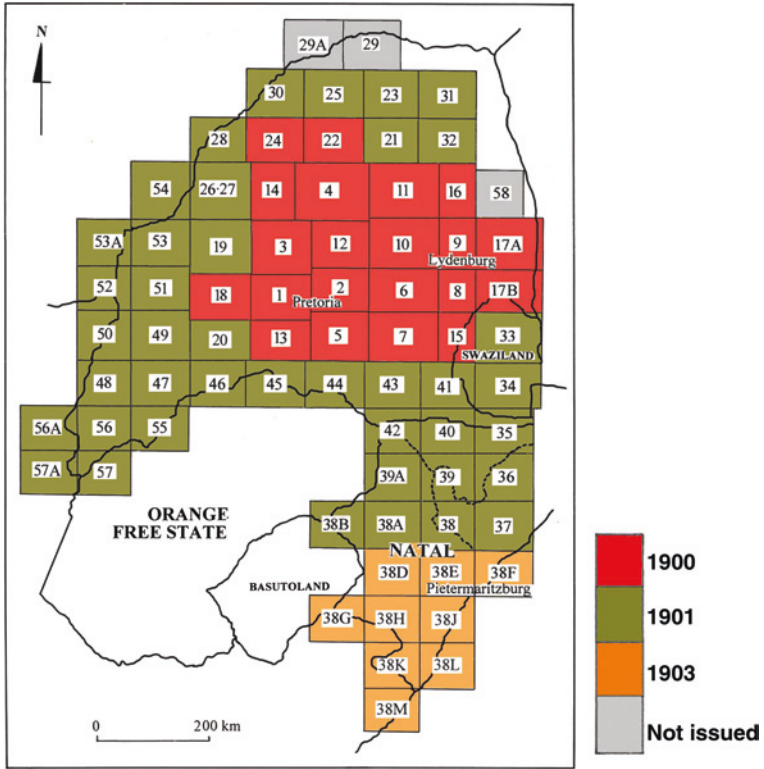 N
29A 29
30 25 23 31
28 24 22 21 32
54 26·27 14 4 11 16 58
53A 53 19 3 12 10 9 17A
Lydenburg
52 51 18 1 2 6 8 17B
Pretoria
50 49 20 13 5 7 15 33
SWAZILAND
48 47 46 45 44 43 41 34
56A 56 55 42 40 35
57A 57 39A 39 36
ORANGE
FREE STATE
38B 38A 38 37
NATAL
BASUTOLAND
38D 38E 38F
Pietermaritzburg
38G 38H 38J
38K 38L
38M
0 200 km
1900
1901
1903
Not issued